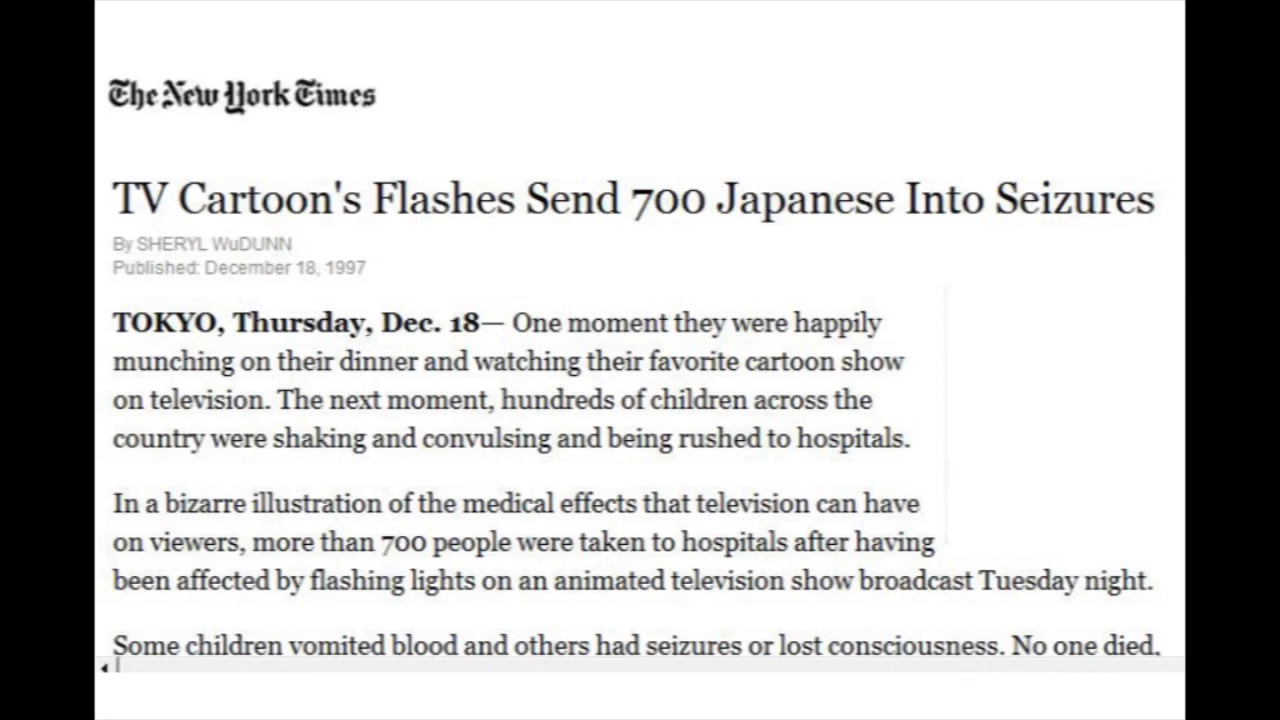 The New York Times
TV Cartoon's Flashes Send 700 Japanese Into Seizures
By SHERYL WuDUNN
Published: December 18, 1997
TOKYO, Thursday, Dec. 18— One moment they were happily
munching on their dinner and watching their favorite cartoon show
on television. The next moment, hundreds of children across the
country were shaking and convulsing and being rushed to hospitals.
In a bizarre illustration of the medical effects that television can have
on viewers, more than 700 people were taken to hospitals after having
been affected by flashing lights on an animated television show broadcast Tuesday night.
Some children vomited blood and others had seizures or lost consciousness. No one died,